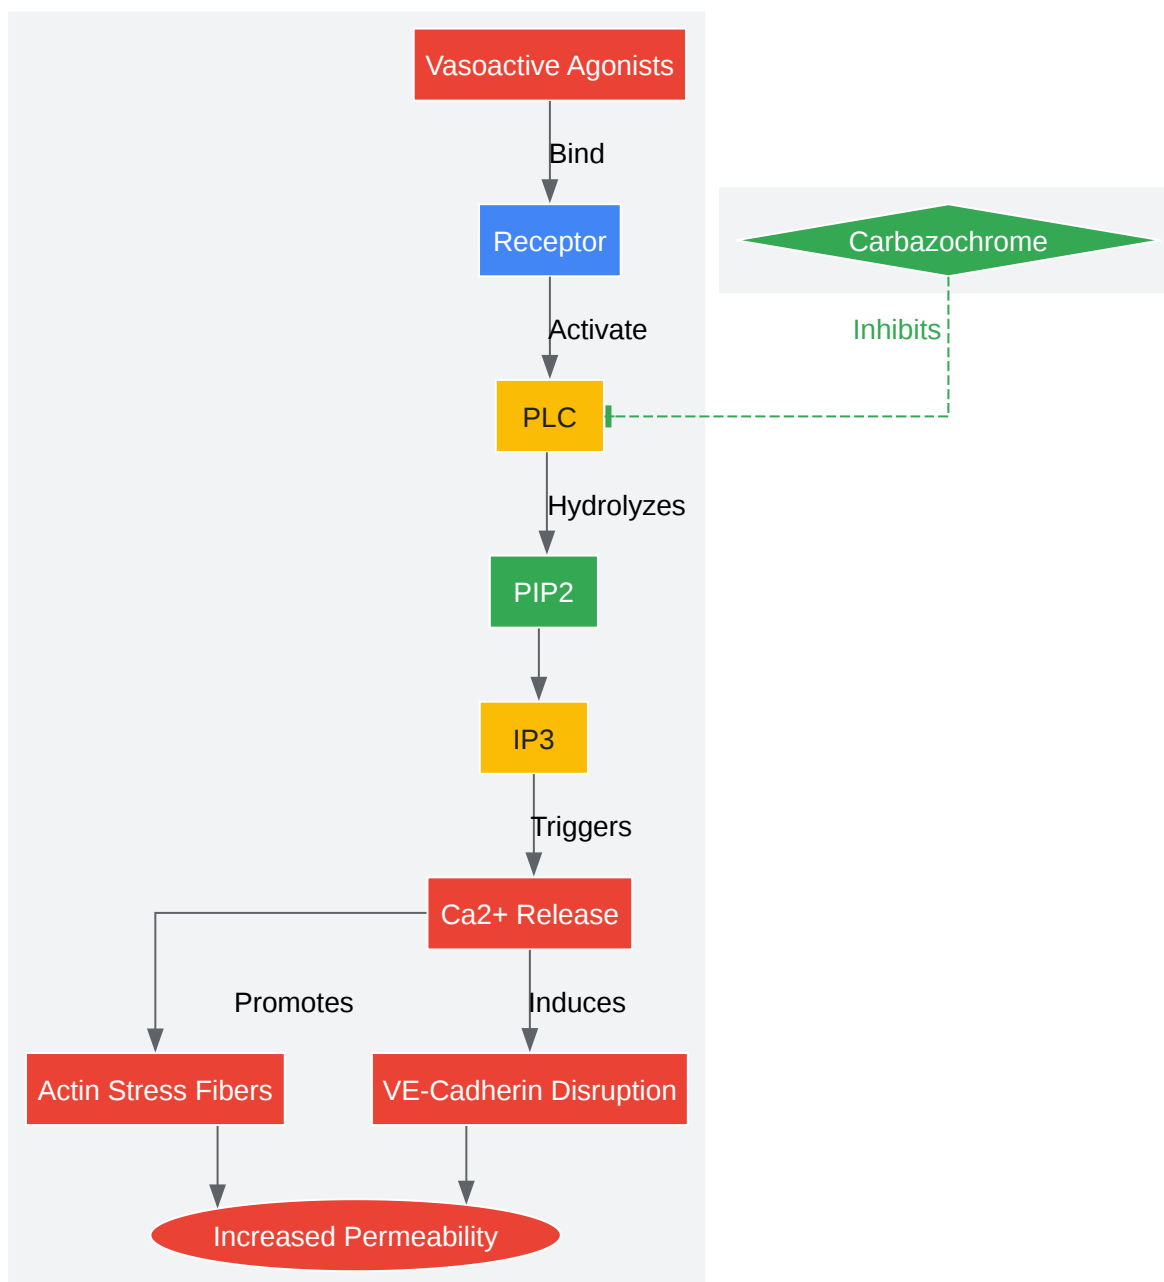 Vasoactive Agonists
Bind
Receptor
Carbazochrome
Activate
Inhibits
PLC
Hydrolyzes
PIP2
IP3
Triggers
Ca2+ Release
Promotes
Induces
Actin Stress Fibers
VE-Cadherin Disruption
Increased Permeability